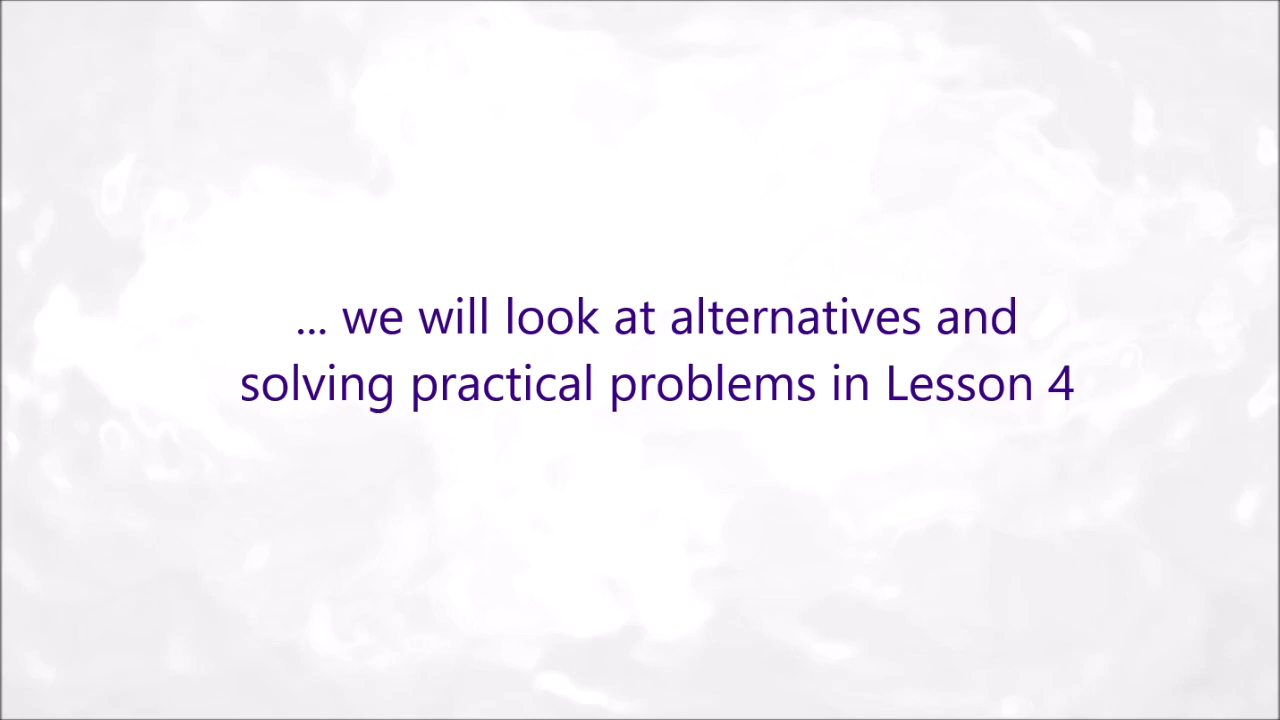 ... we will look at alternatives and
solving practical problems in Lesson 4